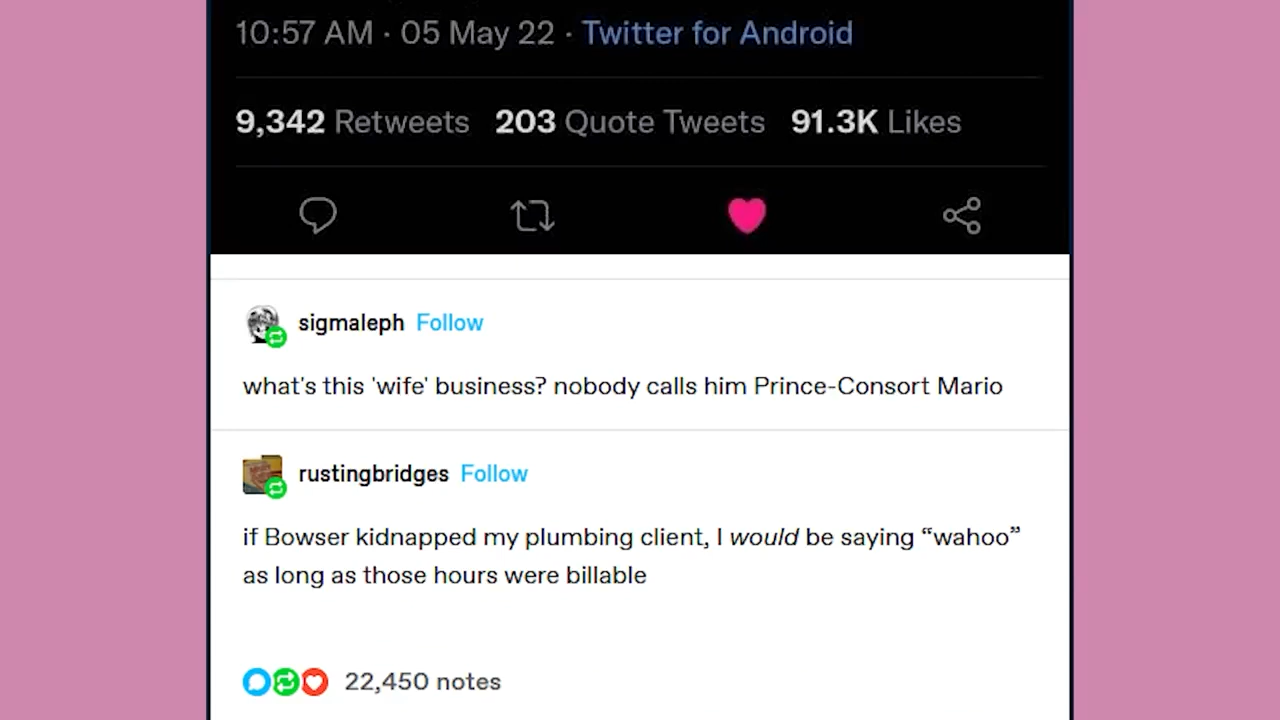 10:57 AM · 05 May 22 · Twitter for Android
9,342 Retweets 203 Quote Tweets 91.3K Likes
sigmaleph Follow
what's this 'wife' business? nobody calls him Prince-Consort Mario
rustingbridges Follow
if Bowser kidnapped my plumbing client, I would be saying “wahoo”
as long as those hours were billable
22,450 notes